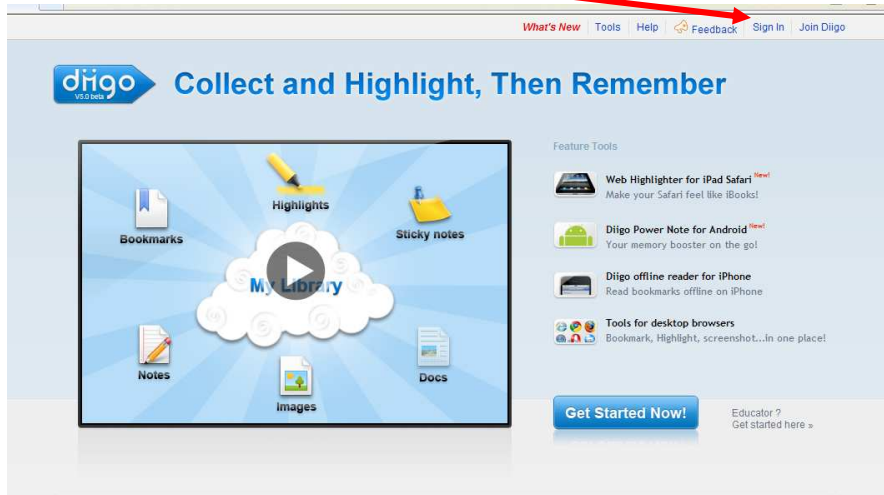 What's New Tools Help Feedback Sign In Join Diigo
diigo
V5.0 beta
Collect and Highlight, Then Remember
Feature Tools
Web Highlighter for iPad Safari New!
Make your Safari feel like iBooks!
Diigo Power Note for Android New!
Your memory booster on the go!
Diigo offline reader for iPhone
Read bookmarks offline on iPhone
Tools for desktop browsers
Bookmark, Highlight, screenshot...in one place!
Highlights
Bookmarks
Sticky notes
My Library
Notes
Docs
Images
Get Started Now!
Educator ?
Get started here »